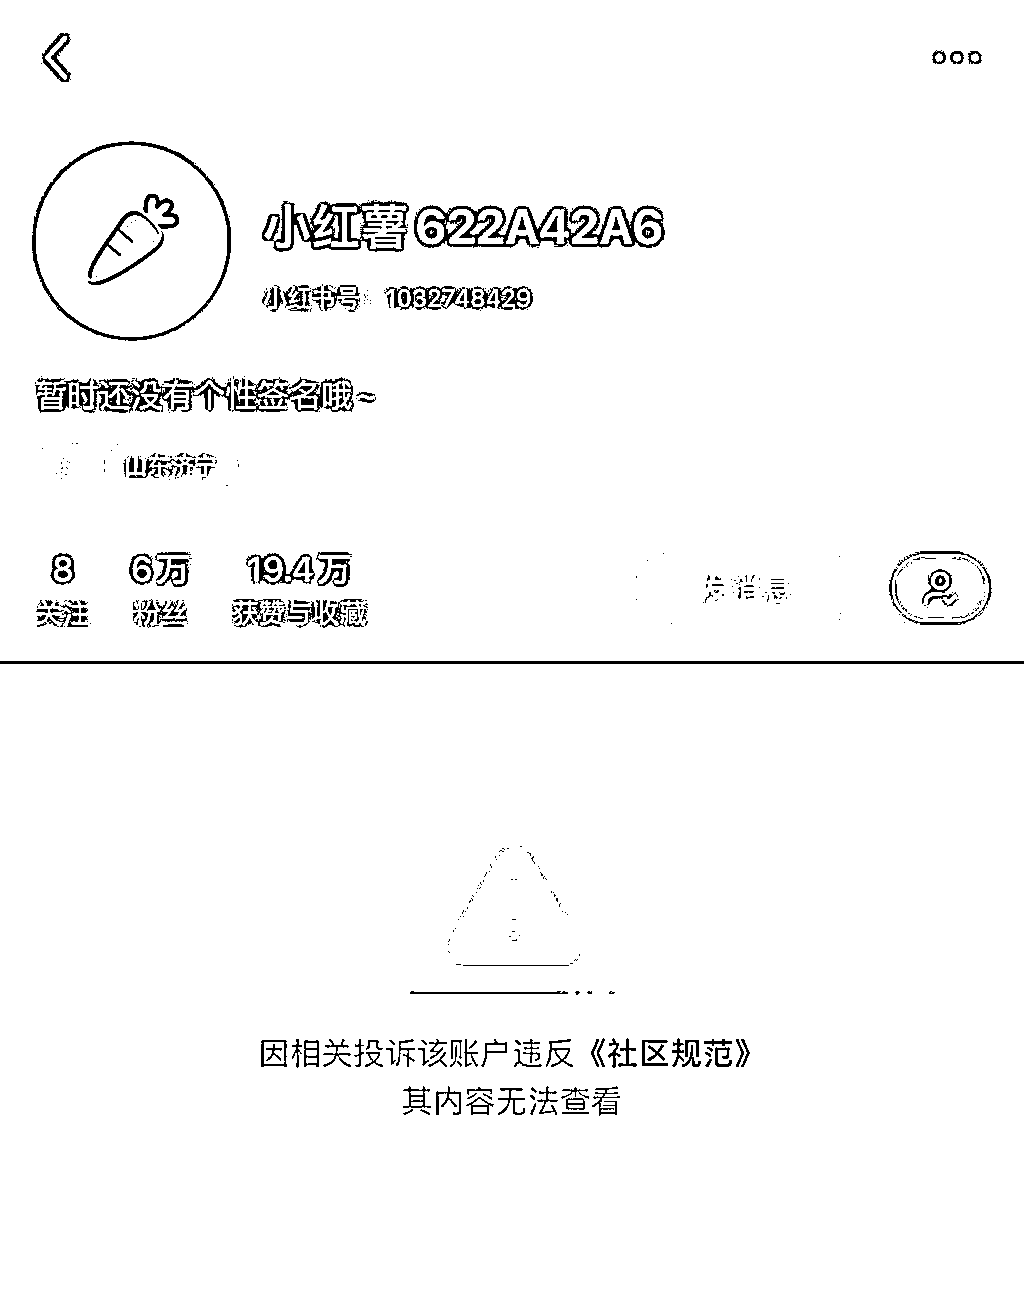 小红薯622A42A6
小红书号：1032748429
暂时还没有个性签名哦~
山东济宁
8 6万 19.4万
关注 粉丝 获赞与收藏
发消息
因相关投诉该账户违反《社区规范》
其内容无法查看